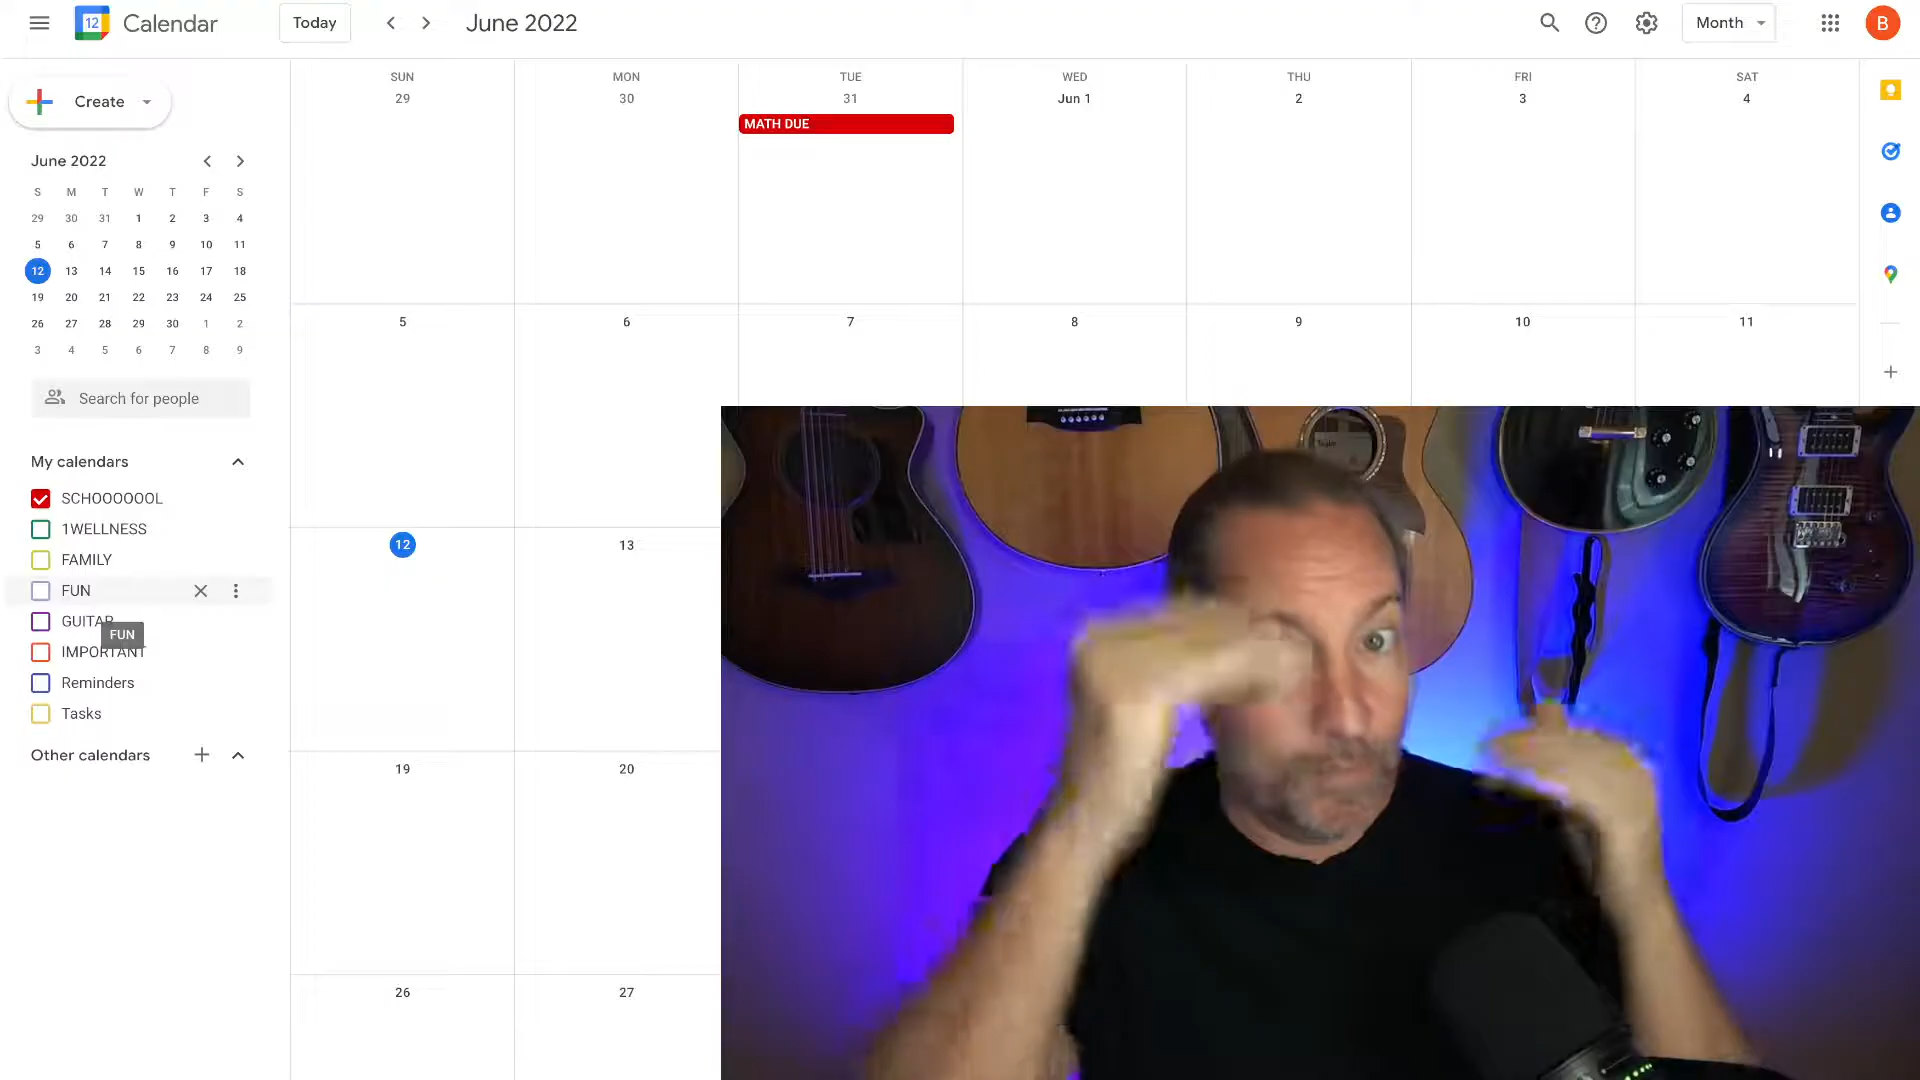 12 Calendar Today June 2022 Month B
Create
SUN MON TUE WED THU FRI SAT
29 30 31 Jun 1 2 3 4
MATH DUE
June 2022
S M T W T F S
29 30 31 1 2 3 4
5 6 7 8 9 10 11
12 13 14 15 16 17 18
19 20 21 22 23 24 25
26 27 28 29 30 1 2
3 4 5 6 7 8 9
5 6 7 8 9 10 11
Search for people
My calendars
SCHOOOOOOL
1WELLNESS
FAMILY
FUN
GUITAR
FUN
IMPORTANT
Reminders
Tasks
Other calendars
12 13
19 20
26 27